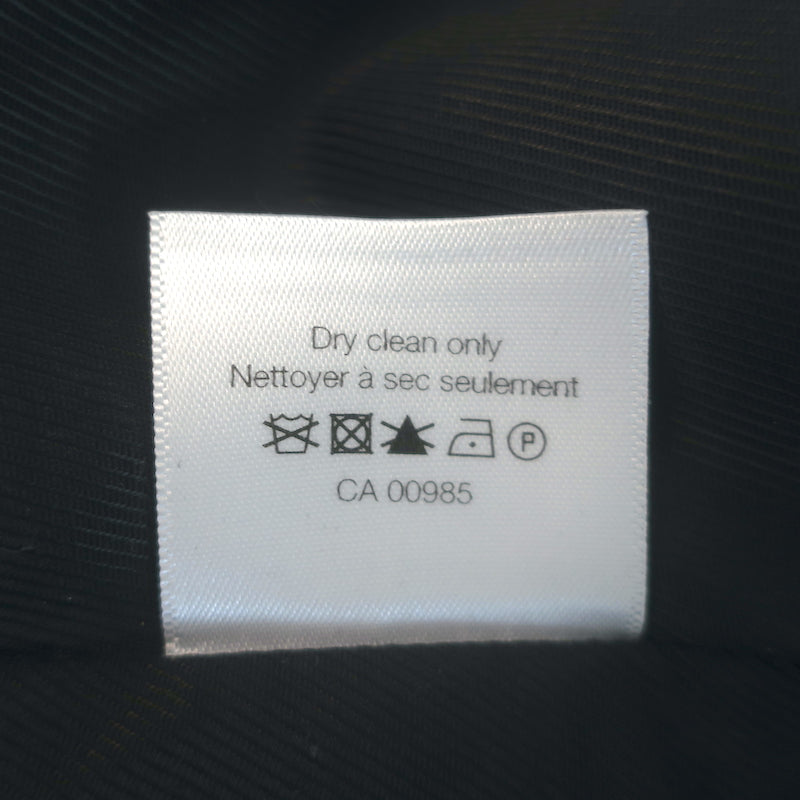 Dry clean only
Nettoyer à sec seulement
P
CA 00985